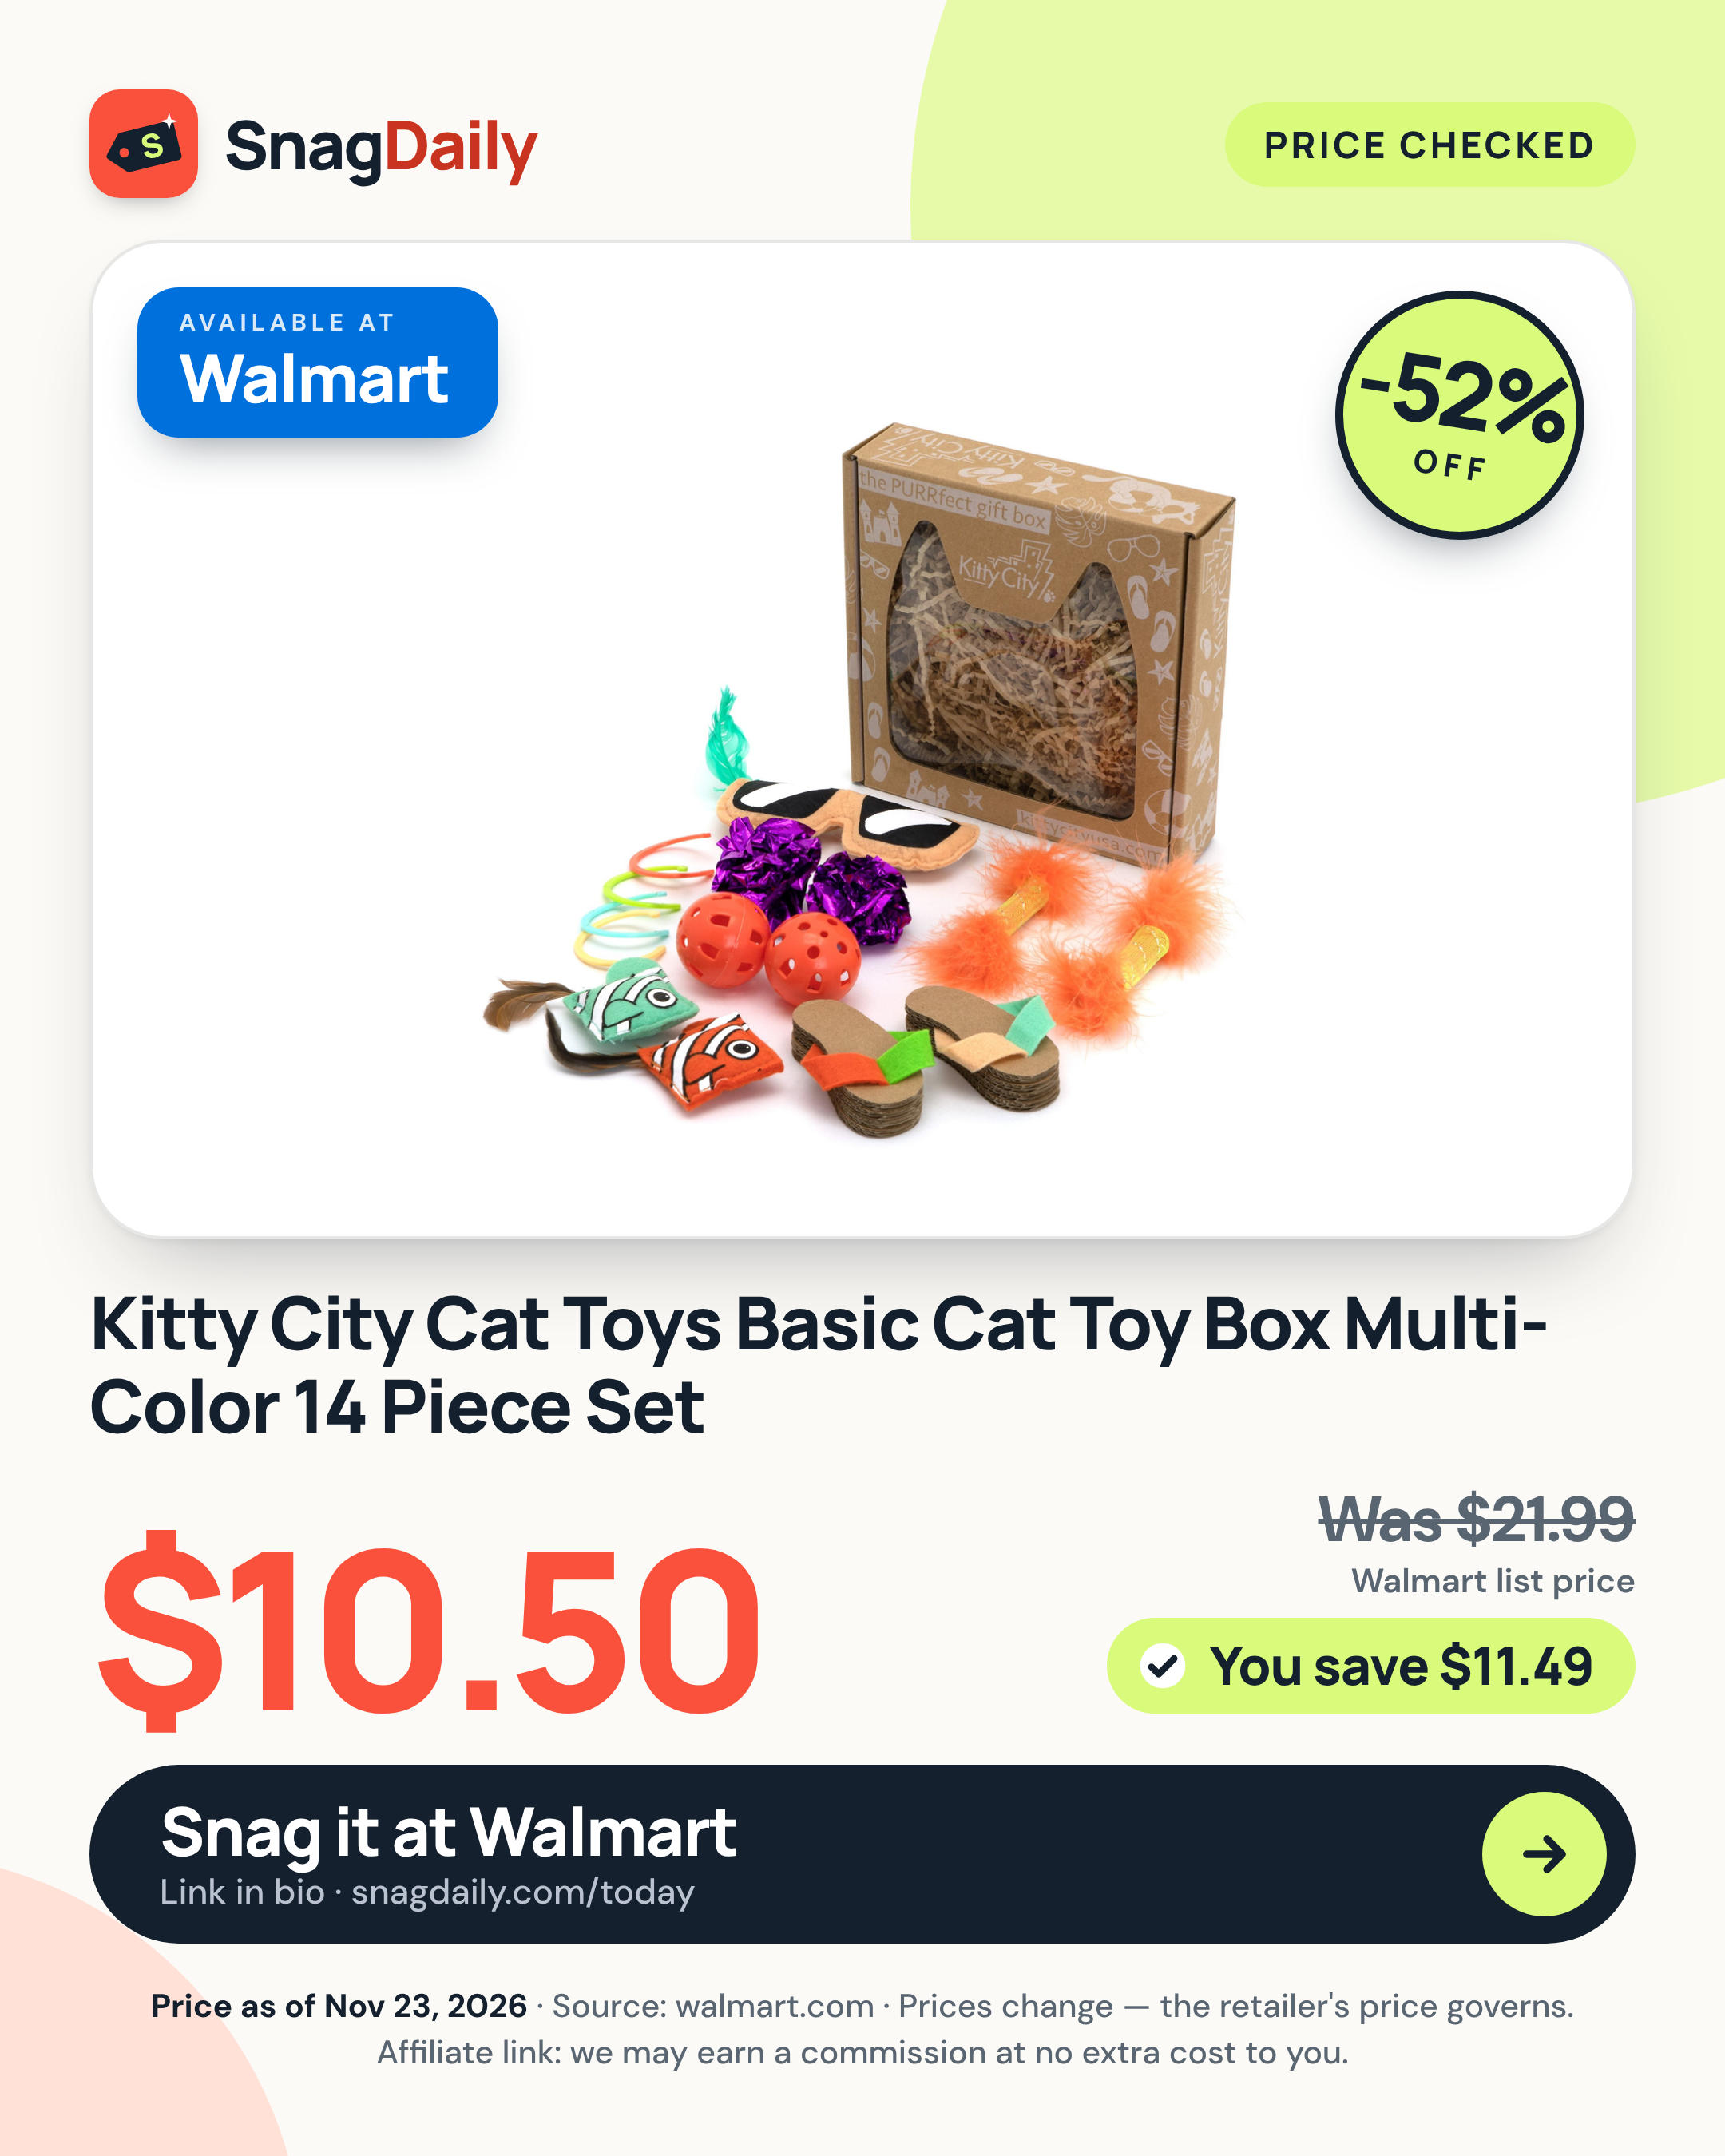 S
SnagDaily
PRICE CHECKED
AVAILABLE AT
Walmart
-52%
OFF
Kitty City
the PURRfect gift box
Kitty City
kittycityusa.com
Kitty City Cat Toys Basic Cat Toy Box Multi-
Color 14 Piece Set
$10.50
Was $21.99
Walmart list price
You save $11.49
Snag it at Walmart
Link in bio · snagdaily.com/today
Price as of Nov 23, 2026 · Source: walmart.com · Prices change — the retailer's price governs.
Affiliate link: we may earn a commission at no extra cost to you.